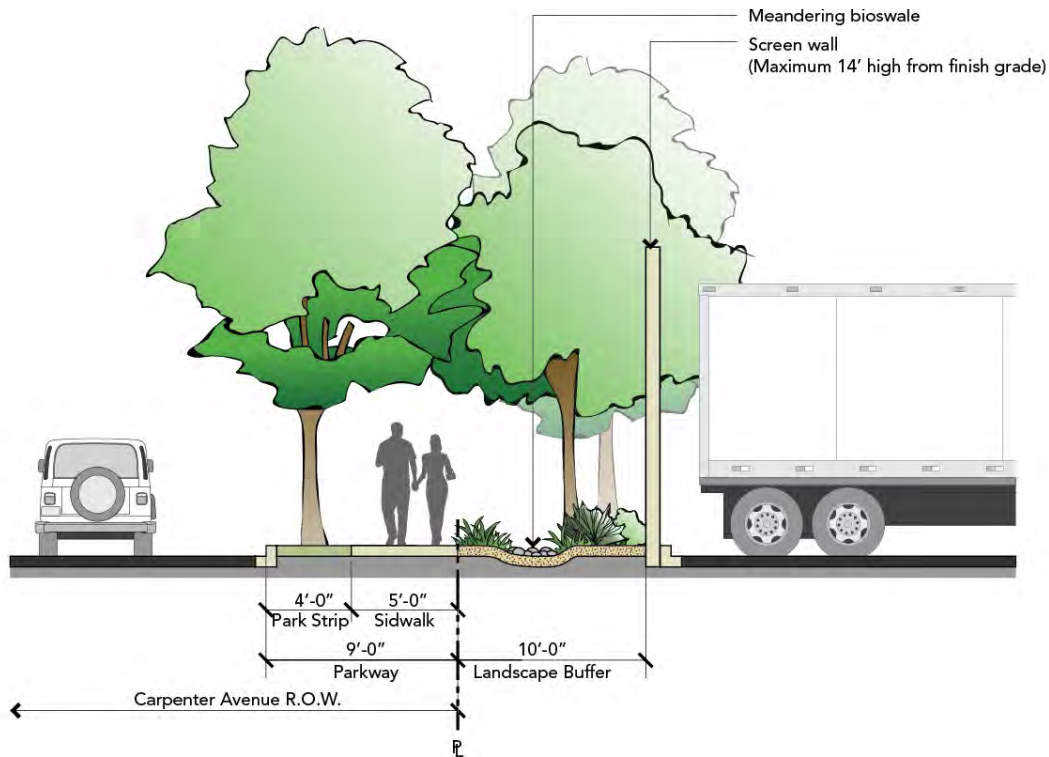 Meandering bioswale
Screen wall
(Maximum 14' high from finish grade)
4'-0" 5'-0"
Park Strip Sidwalk
9'-0" 10'-0"
Parkway Landscape Buffer
Carpenter Avenue R.O.W.
PL